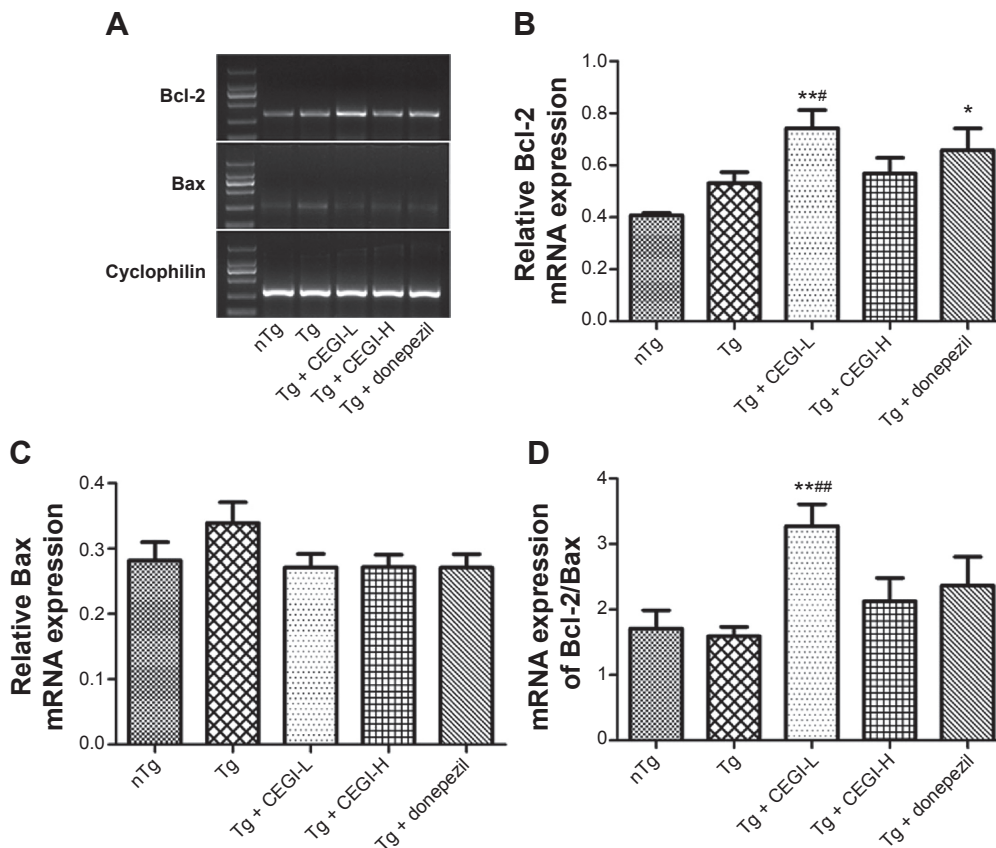 A
Bcl-2
Bax
Cyclophilin
nTg
Tg
Tg + CEGI-L
Tg + CEGI-H
Tg + donepezil
B
Relative Bcl-2
mRNA expression
1.0
0.8
0.6
0.4
0.2
0.0
**#
*
nTg
Tg
Tg + CEGI-L
Tg + CEGI-H
Tg + donepezil
C
Relative Bax
mRNA expression
0.4
0.3
0.2
0.1
0.0
nTg
Tg
Tg + CEGI-L
Tg + CEGI-H
Tg + donepezil
D
mRNA expression
of Bcl-2/Bax
4
3
2
1
0
**##
nTg
Tg
Tg + CEGI-L
Tg + CEGI-H
Tg + donepezil